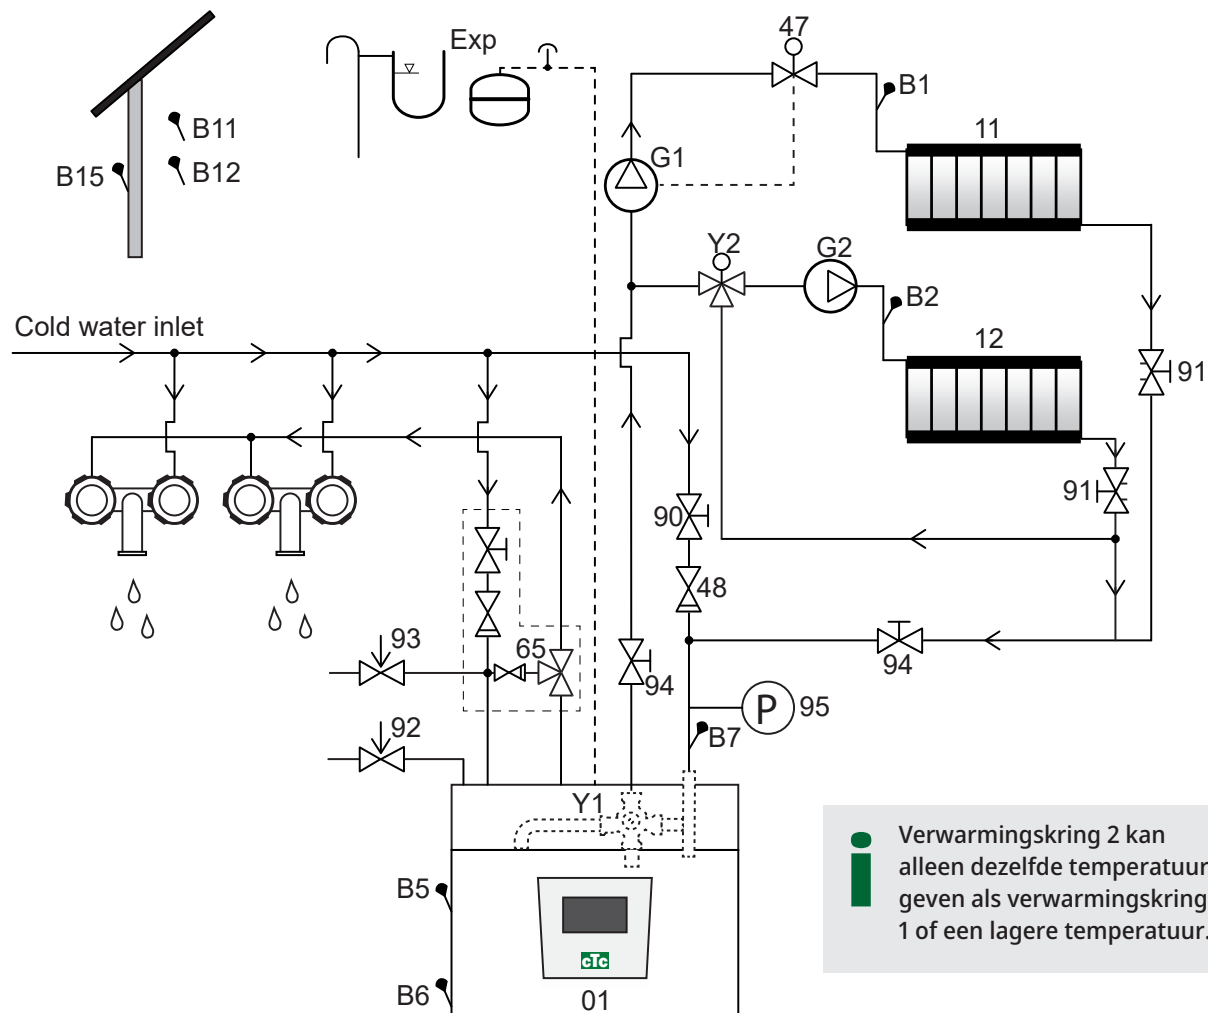 47
Exp
B1
11
B11
G1
B12
B15
Y2
G2
B2
Cold water inlet
12
91
91
90
48
93
65
94
94
P
95
92
B7
Y1
Verwarmingskring 2 kan
alleen dezelfde temperatuur
geven als verwarmingskring
1 of een lagere temperatuur.
i
B5
cTc
B6
01